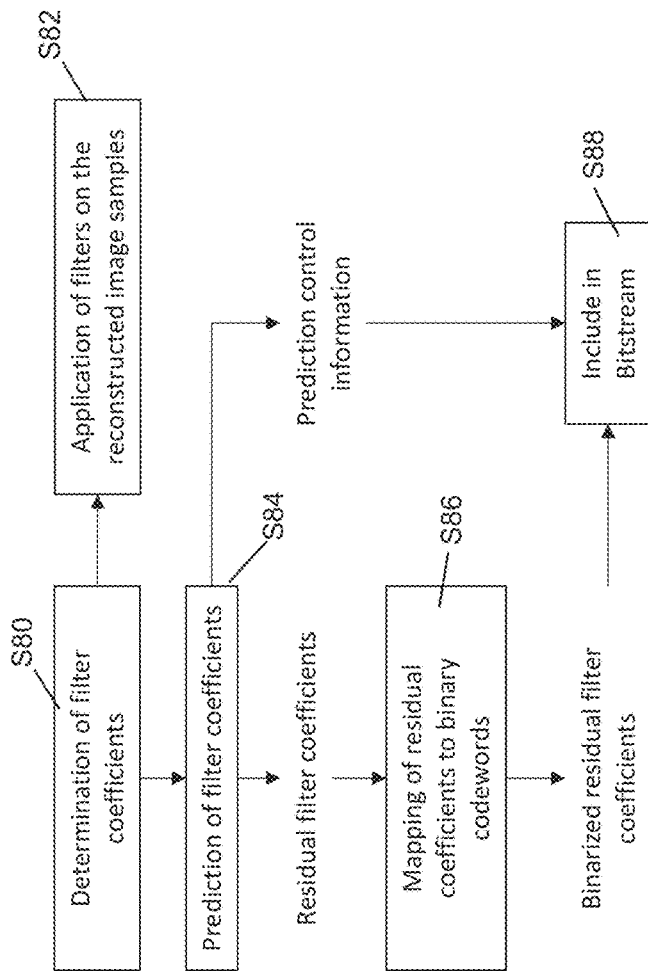 S80
Determination of filter
coefficients
S82
Application of filters on the
reconstructed image samples
S84
Prediction of filter coefficients
Residual filter coefficients
Prediction control
information
S86
Mapping of residual
coefficients to binary
codewords
Binarized residual filter
coefficients
S88
Include in
Bitstream